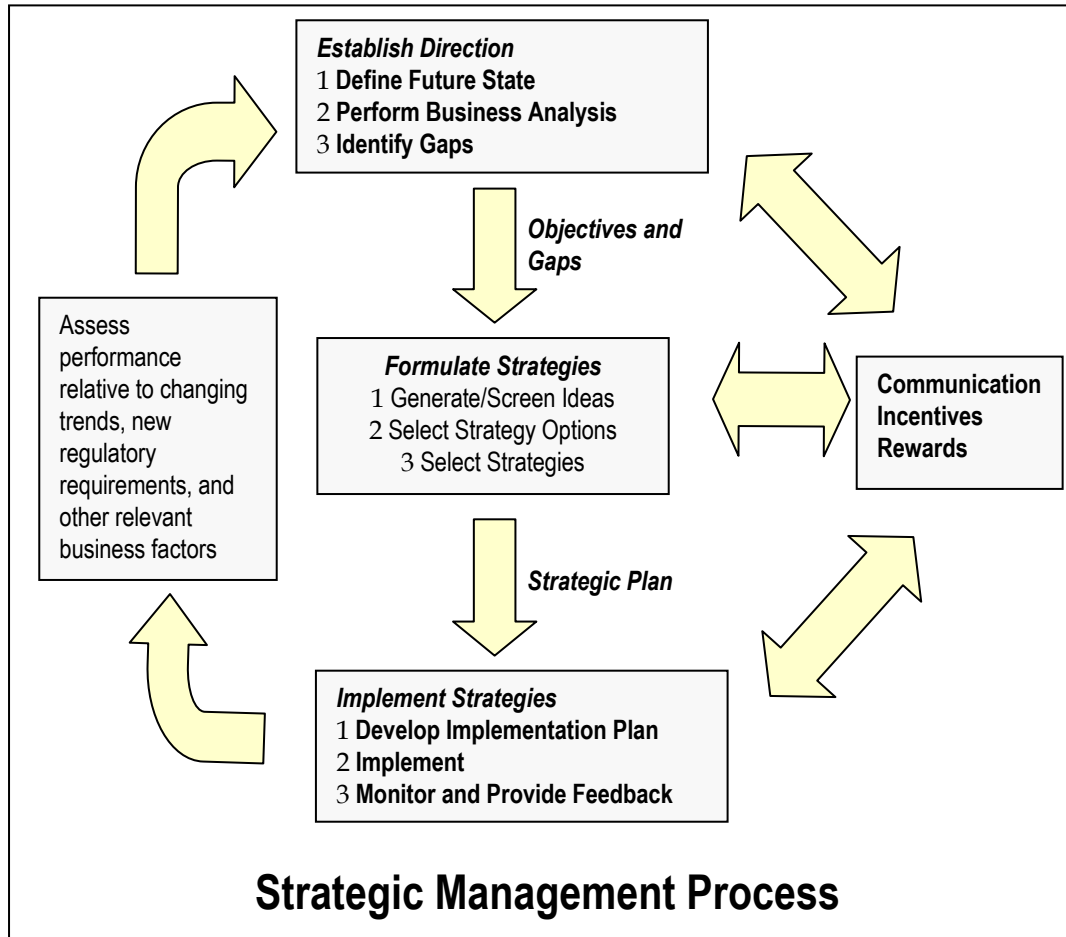 Establish Direction
1 Define Future State
2 Perform Business Analysis
3 Identify Gaps
Objectives and
Gaps
Assess
performance
relative to changing
trends, new
regulatory
requirements, and
other relevant
business factors
Formulate Strategies
1 Generate/Screen Ideas
2 Select Strategy Options
3 Select Strategies
Communication
Incentives
Rewards
Strategic Plan
Implement Strategies
1 Develop Implementation Plan
2 Implement
3 Monitor and Provide Feedback
Strategic Management Process